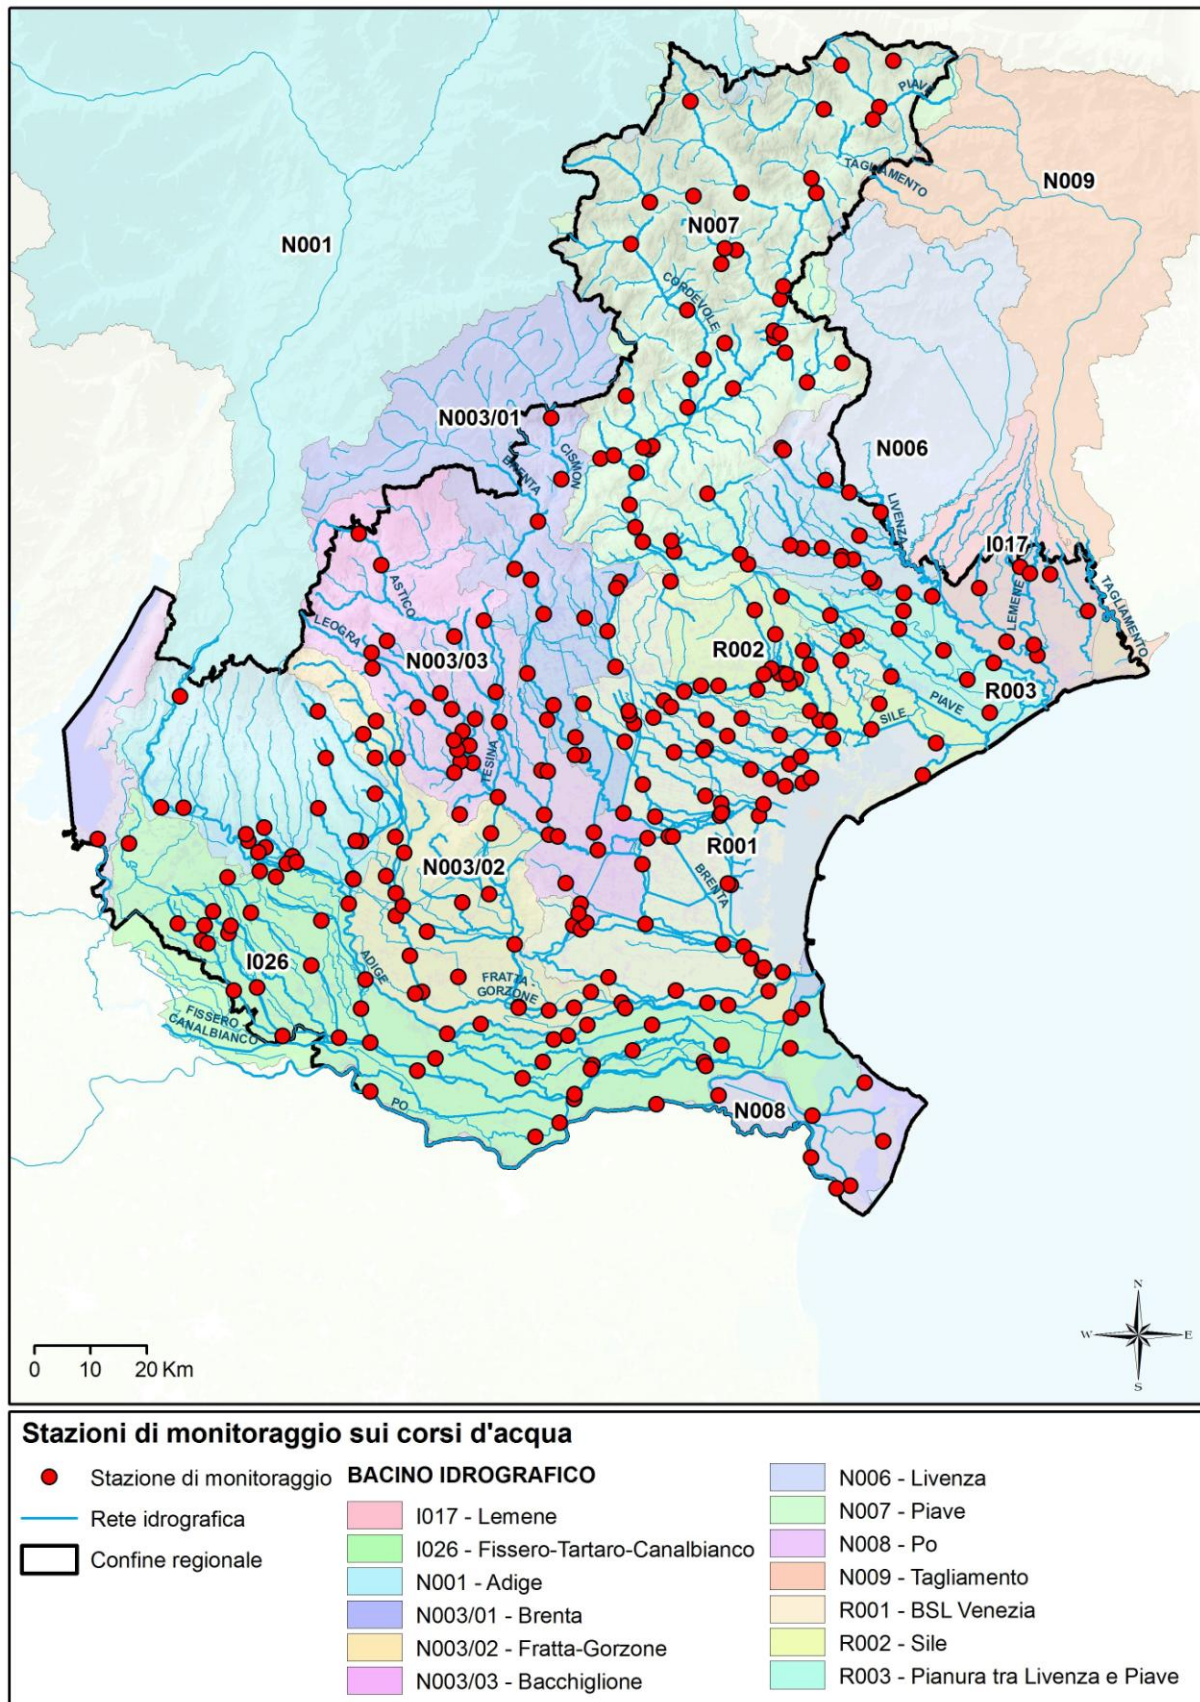 PIAVE
TAGLIAMENTO
N009
N001
N007
CORDEVOLE
N003/01
CISMON
BRENTA
N006
LIVENZA
I017
ASTICO
LEMENE
TAGLIAMENTO
LEOGRA
N003/03
R002
R003
PIAVE
SILE
TESINA
R001
N003/02
BRENTA
ADIGE
I026
FRATTA -
GORZONE
FISSERO -
CANALBIANCO
PO
N008
N
W
E
S
0 10 20 Km
Stazioni di monitoraggio sui corsi d'acqua
Stazione di monitoraggio
Rete idrografica
Confine regionale
BACINO IDROGRAFICO
I017 - Lemene
I026 - Fissero-Tartaro-Canalbianco
N001 - Adige
N003/01 - Brenta
N003/02 - Fratta-Gorzone
N003/03 - Bacchiglione
N006 - Livenza
N007 - Piave
N008 - Po
N009 - Tagliamento
R001 - BSL Venezia
R002 - Sile
R003 - Pianura tra Livenza e Piave